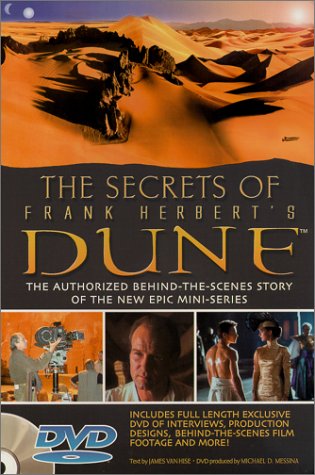 THE SECRETS OF
FRANK HERBERT'S
DUNE™
THE AUTHORIZED BEHIND-THE-SCENES STORY
OF THE NEW EPIC MINI-SERIES
INCLUDES FULL LENGTH EXCLUSIVE
DVD OF INTERVIEWS, PRODUCTION
DESIGNS, BEHIND-THE-SCENES FILM
FOOTAGE AND MORE!
DVD
Text by JAMES VAN HISE • DVD produced by MICHAEL D. MESSINA